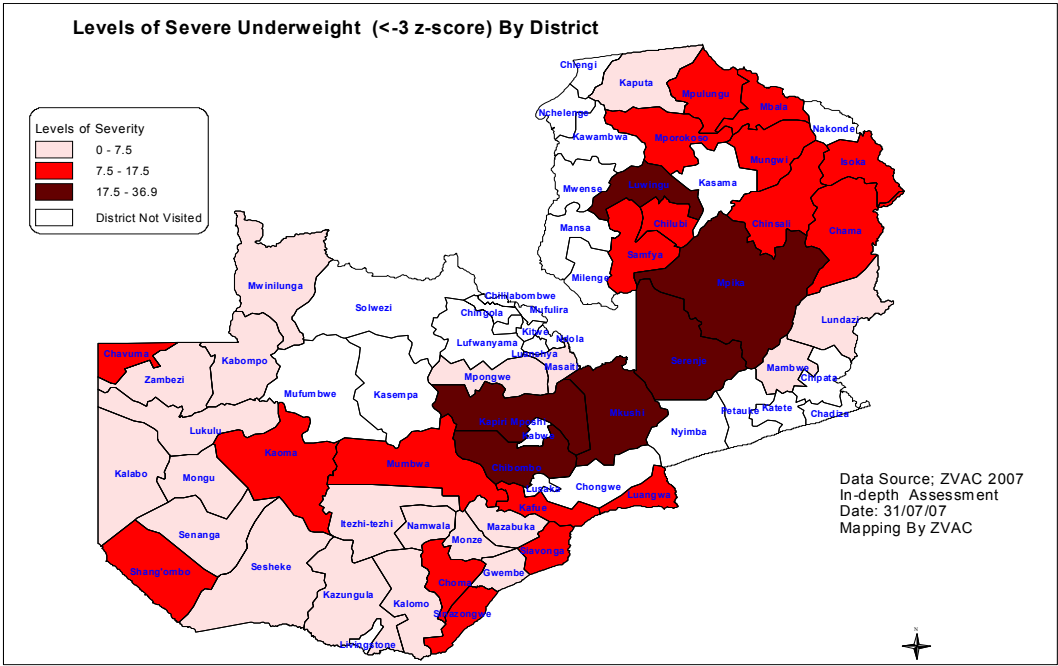 Levels of Severe Underweight (<-3 z-score) By District
Levels of Severity
0 - 7.5
7.5 - 17.5
17.5 - 36.9
District Not Visited
Chiengi
Kaputa
Mpulungu
Mbala
Nchelenge
Kawambwa
Mporokoso
Nakonde
Mungwi
Isoka
Mwense
Kasama
Mansa
Chilubi
Chinsali
Chama
Samfya
Milenge
Mwinilunga
Solwezi
Chililabombwe
Chingola
Mufulira
Kitwe
Ndola
Lufwanyama
Luanshya
Masaiti
Lundazi
Chavuma
Kabompo
Zambezi
Mpongwe
Mambwe
Chipata
Mufumbwe
Kasempa
Kapiri Mposhi
Mkushi
Petauke
Katete
Chadiza
Lukulu
Nyimba
Kaoma
Mumbwa
Chibombo
Kalabo
Mongu
Lusaka
Chongwe
Luangwa
Kafue
Data Source; ZVAC 2007
In-depth Assessment
Date: 31/07/07
Mapping By ZVAC
Senanga
Itezhi-tezhi
Namwala
Mazabuka
Monze
Siavonga
Shang'ombo
Sesheke
Gwembe
Choma
Kazungula
Kalomo
Sinazongwe
Livingstone
N